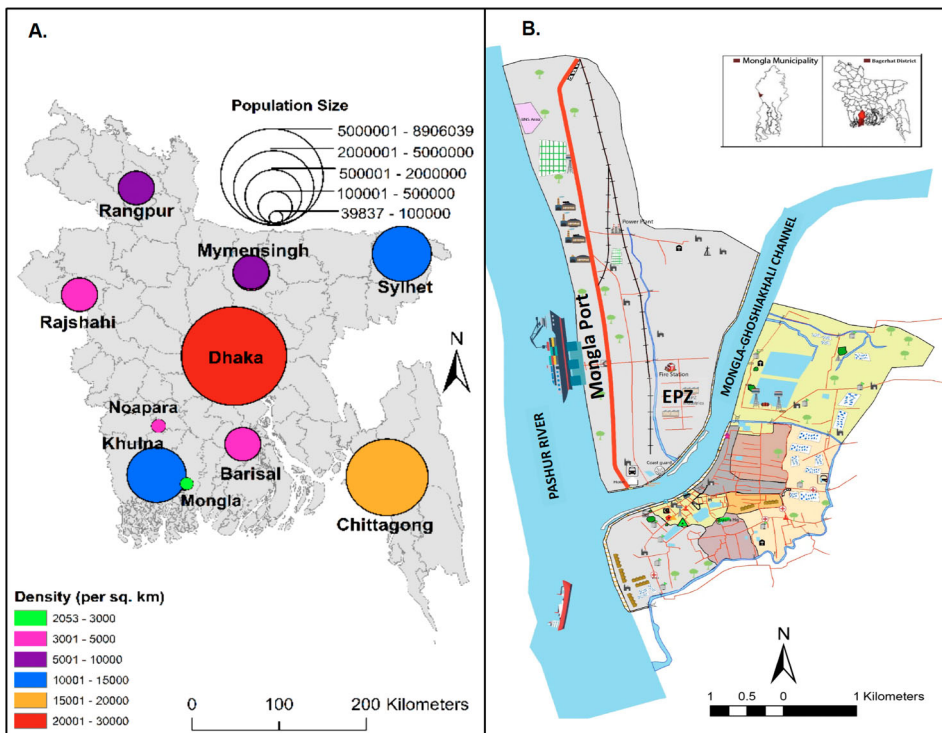 A.
Population Size
5000001 - 8906039
2000001 - 5000000
500001 - 2000000
100001 - 500000
39837 - 100000
Rangpur
Mymensingh
Sylhet
Rajshahi
Dhaka
N
Noapara
Khulna
Barisal
Mongla
Chittagong
Density (per sq. km)
2053 - 3000
3001 - 5000
5001 - 10000
10001 - 15000
15001 - 20000
20001 - 30000
0 100 200 Kilometers
B.
Mongla Municipality
Bagerhat District
Power Plant
MONGLA-GHOSHIAKHALI CHANNEL
Mongla Port
Fire Station
EPZ
PASHUR RIVER
Coast guard
N
1 0.5 0 1 Kilometers